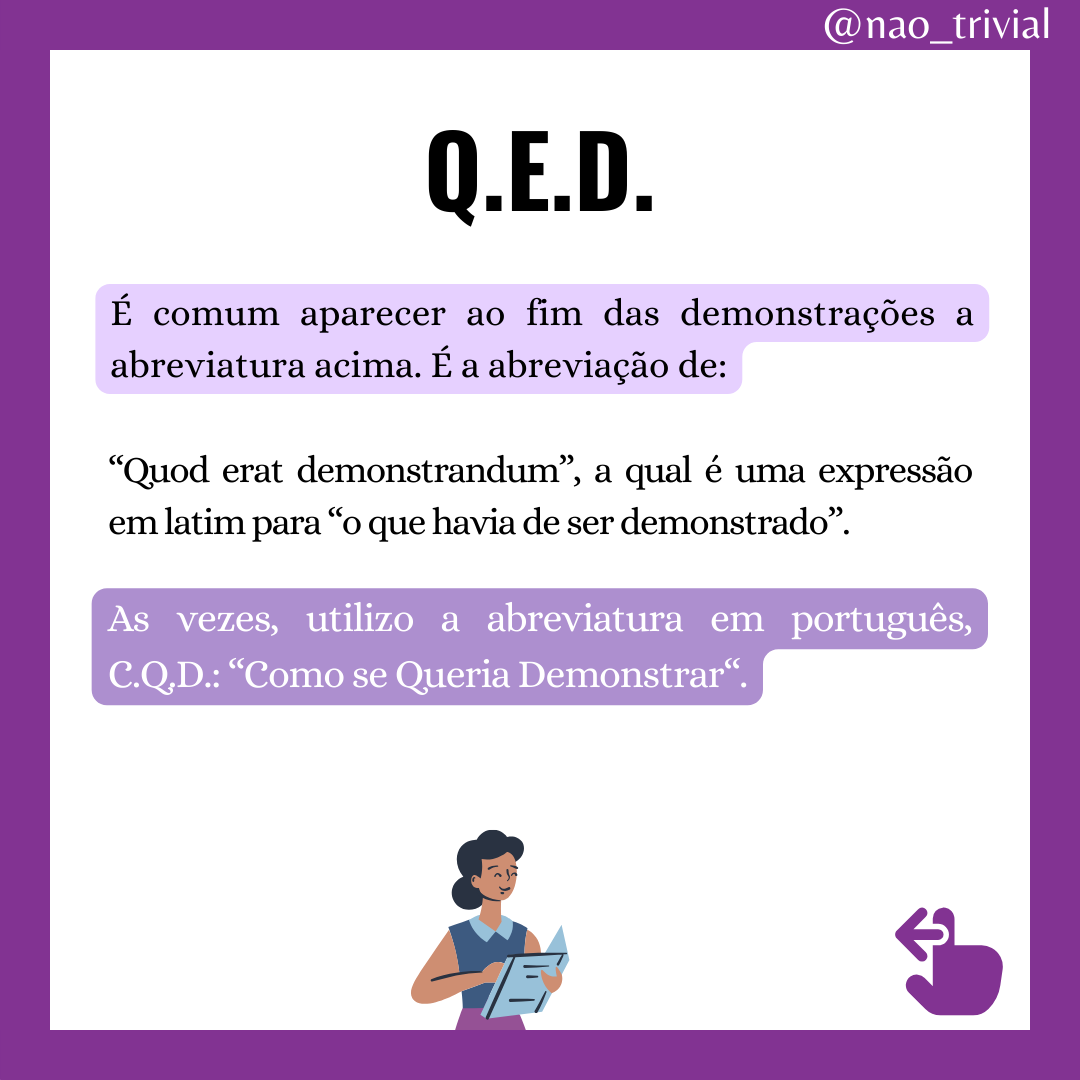 @nao_trivial
Q.E.D.
É comum aparecer ao fim das demonstrações a
abreviatura acima. É a abreviação de:
“Quod erat demonstrandum”, a qual é uma expressão
em latim para “o que havia de ser demonstrado”.
As vezes, utilizo a abreviatura em português,
C.Q.D.: “Como se Queria Demonstrar“.